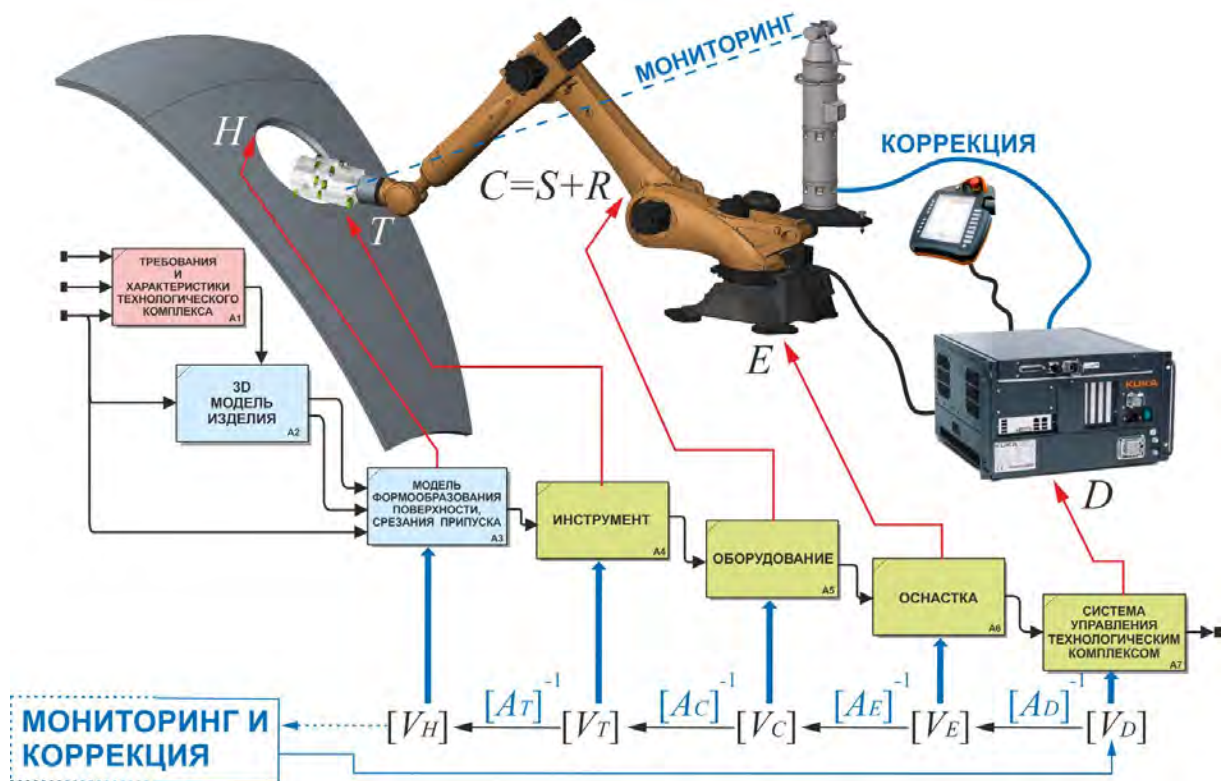 МОНИТОРИНГ
H
КОРРЕКЦИЯ
C=S+R
T
ТРЕБОВАНИЯ
И
ХАРАКТЕРИСТИКИ
ТЕХНОЛОГИЧЕСКОГО
КОМПЛЕКСА
A1
E
KUKA
3D
МОДЕЛЬ
ИЗДЕЛИЯ
A2
D
МОДЕЛЬ
ФОРМООБРАЗОВАНИЯ
ПОВЕРХНОСТИ,
СРЕЗАНИЯ ПРИПУСКА
A3
ИНСТРУМЕНТ
A4
ОБОРУДОВАНИЕ
A5
ОСНАСТКА
A6
СИСТЕМА
УПРАВЛЕНИЯ
ТЕХНОЛОГИЧЕСКИМ
КОМПЛЕКСОМ
A7
МОНИТОРИНГ И
КОРРЕКЦИЯ
[V_H] [A_T]^-1 [V_T] [A_C]^-1 [V_C] [A_E]^-1 [V_E] [A_D]^-1 [V_D]